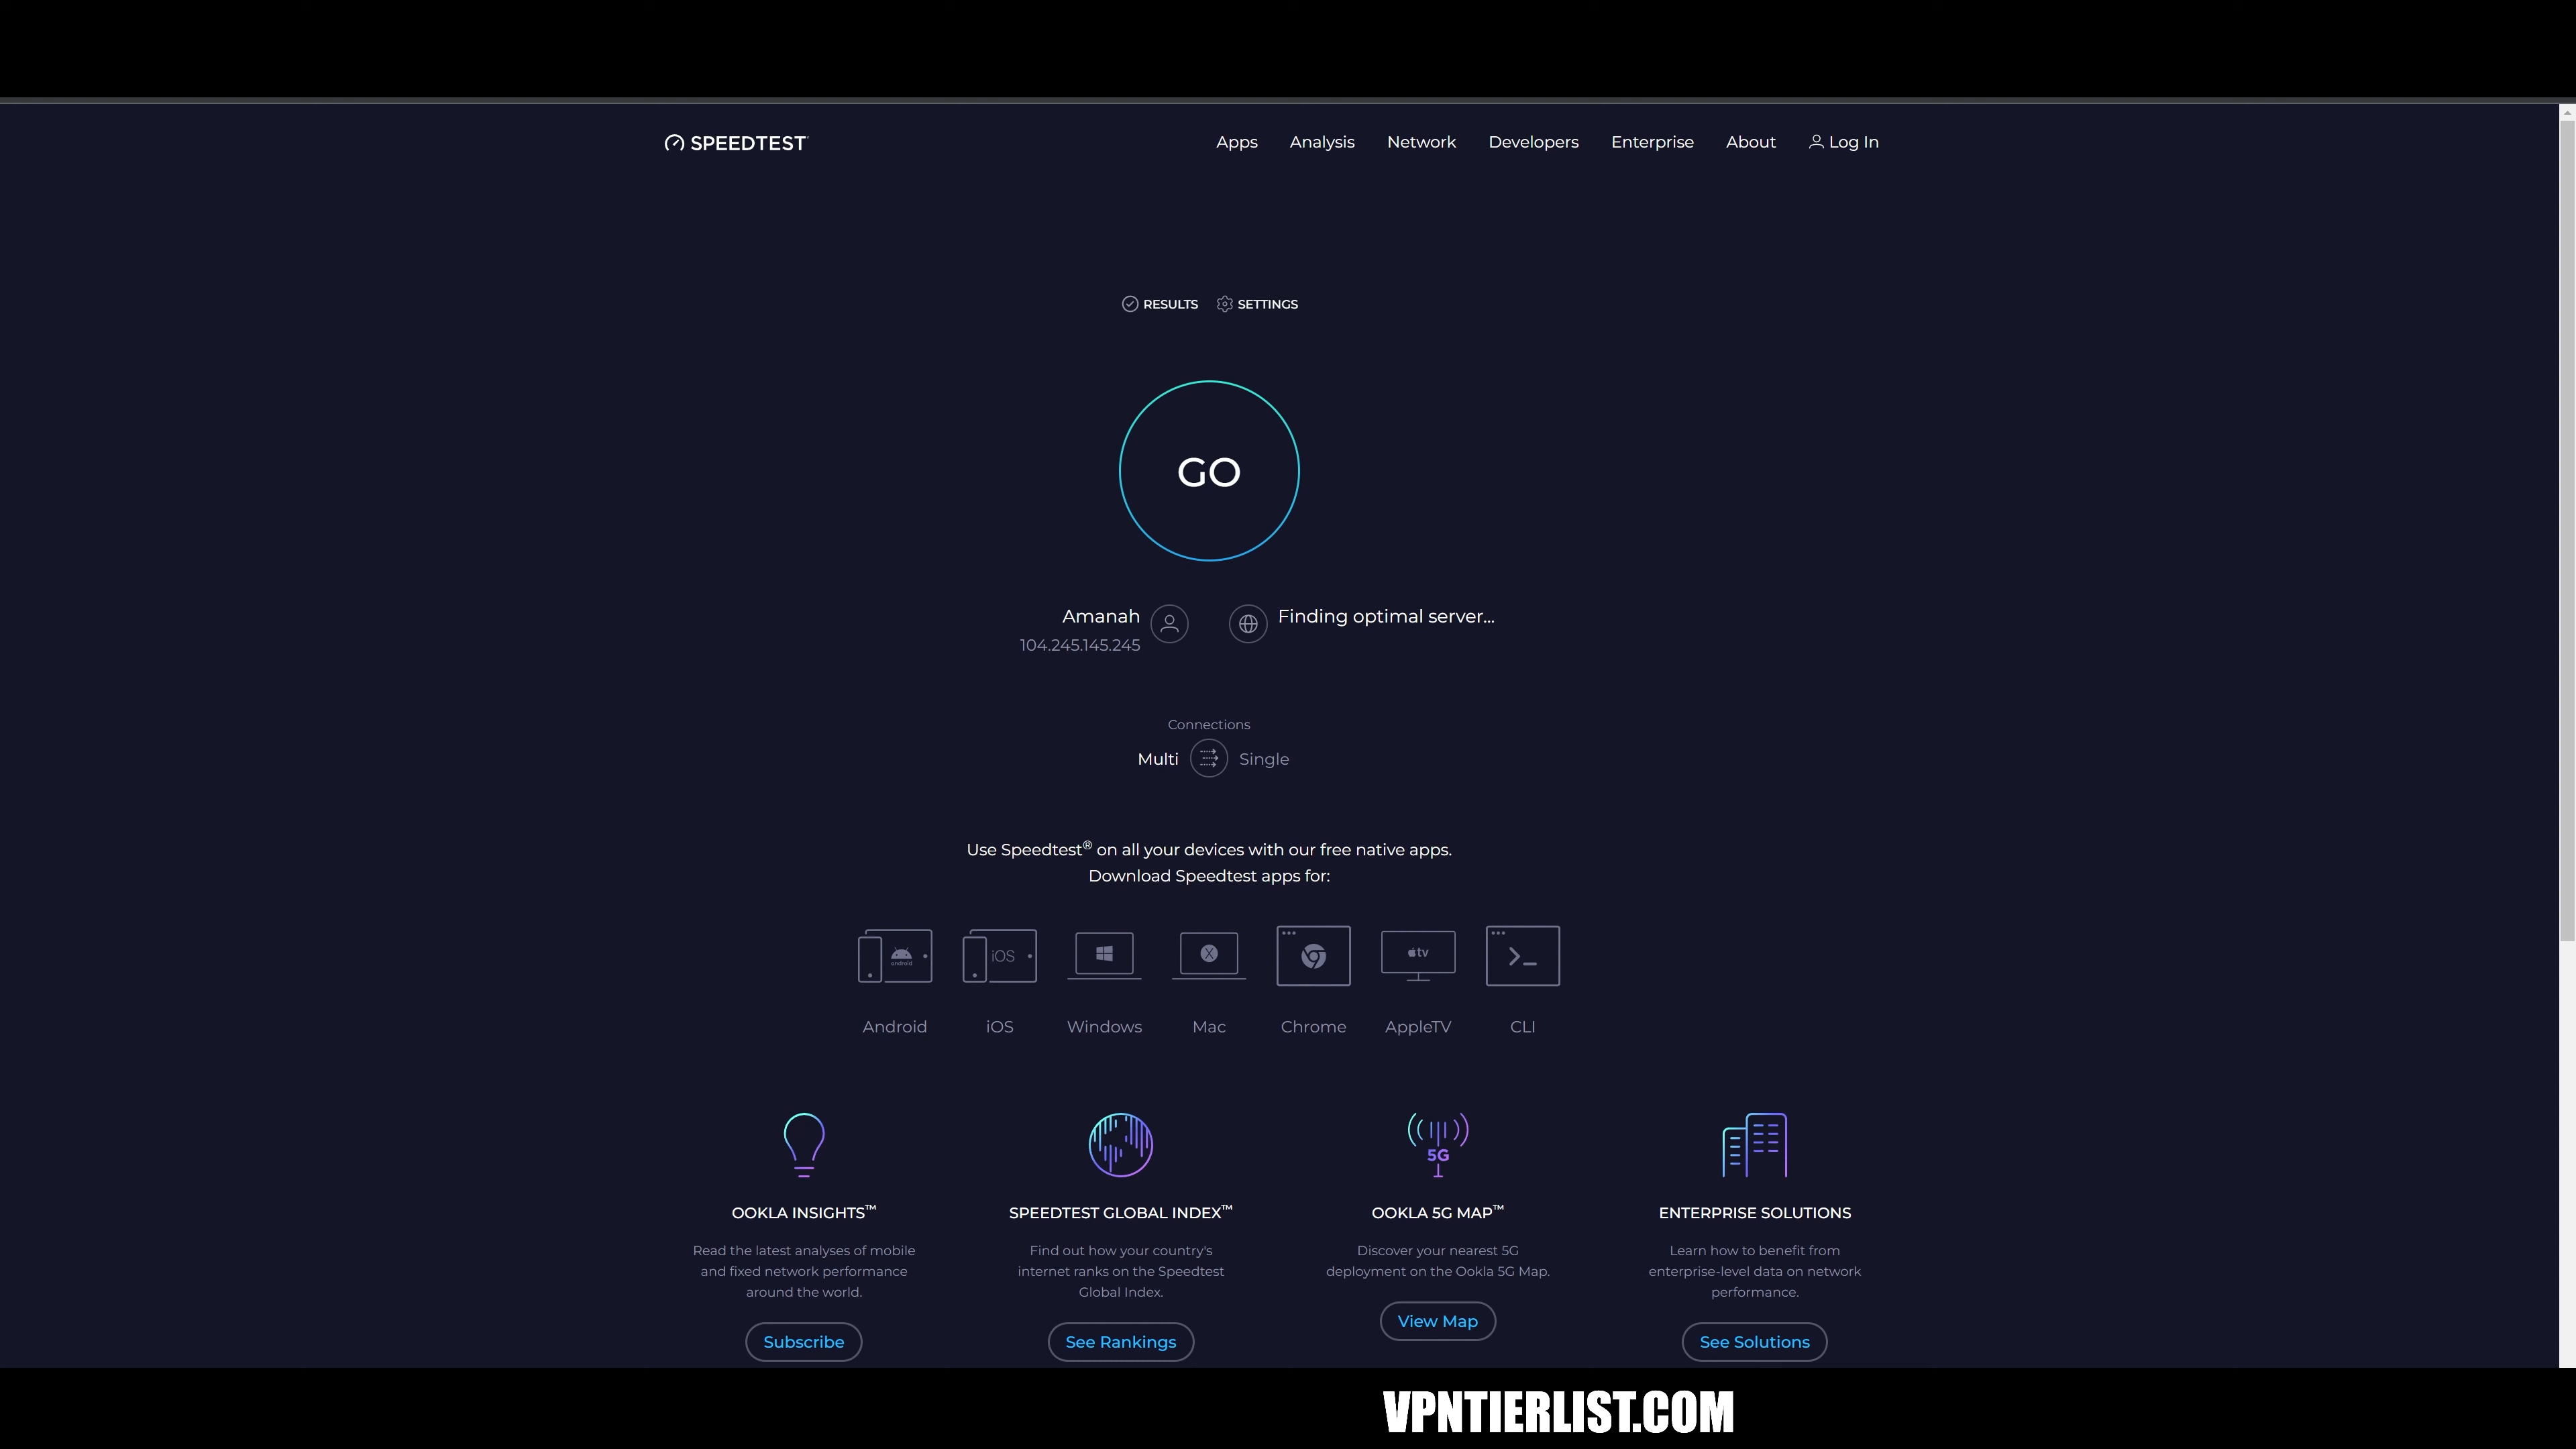 SPEEDTEST
Apps Analysis Network Developers Enterprise About Log In
RESULTS SETTINGS
GO
Amanah
104.245.145.245
Finding optimal server...
Connections
Multi Single
Use Speedtest® on all your devices with our free native apps.
Download Speedtest apps for:
android
iOS
X
tv
Android iOS Windows Mac Chrome AppleTV CLI
5G
OOKLA INSIGHTS™
Read the latest analyses of mobile
and fixed network performance
around the world.
Subscribe
SPEEDTEST GLOBAL INDEX™
Find out how your country's
internet ranks on the Speedtest
Global Index.
See Rankings
OOKLA 5G MAP™
Discover your nearest 5G
deployment on the Ookla 5G Map.
View Map
ENTERPRISE SOLUTIONS
Learn how to benefit from
enterprise-level data on network
performance.
See Solutions
VPNTIERLIST.COM